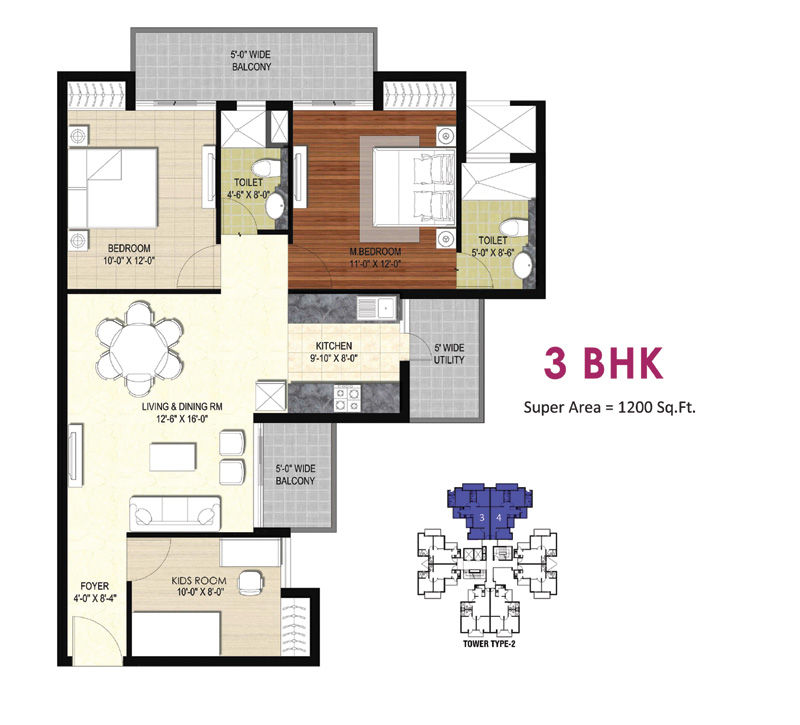 5'-0" WIDE
BALCONY
TOILET
4'-6" X 8'-0"
BEDROOM
10'-0" X 12'-0"
M.BEDROOM
11'-0" X 12'-0"
TOILET
5'-0" X 8'-6"
KITCHEN
9'-10" X 8'-0"
5' WIDE
UTILITY
3 BHK
Super Area = 1200 Sq.Ft.
LIVING & DINING RM
12'-6" X 16'-0"
5'-0" WIDE
BALCONY
3 4
FOYER
4'-0" X 8'-4"
KIDS ROOM
10'-0" X 8'-0"
TOWER TYPE-2